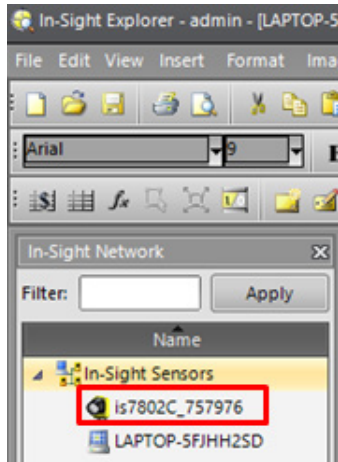 In-Sight Explorer - admin - [LAPTOP-5
File Edit View Insert Format Ima
Arial 9
In-Sight Network
Filter: Apply
Name
In-Sight Sensors
is7802C_757976
LAPTOP-5FJHH2SD